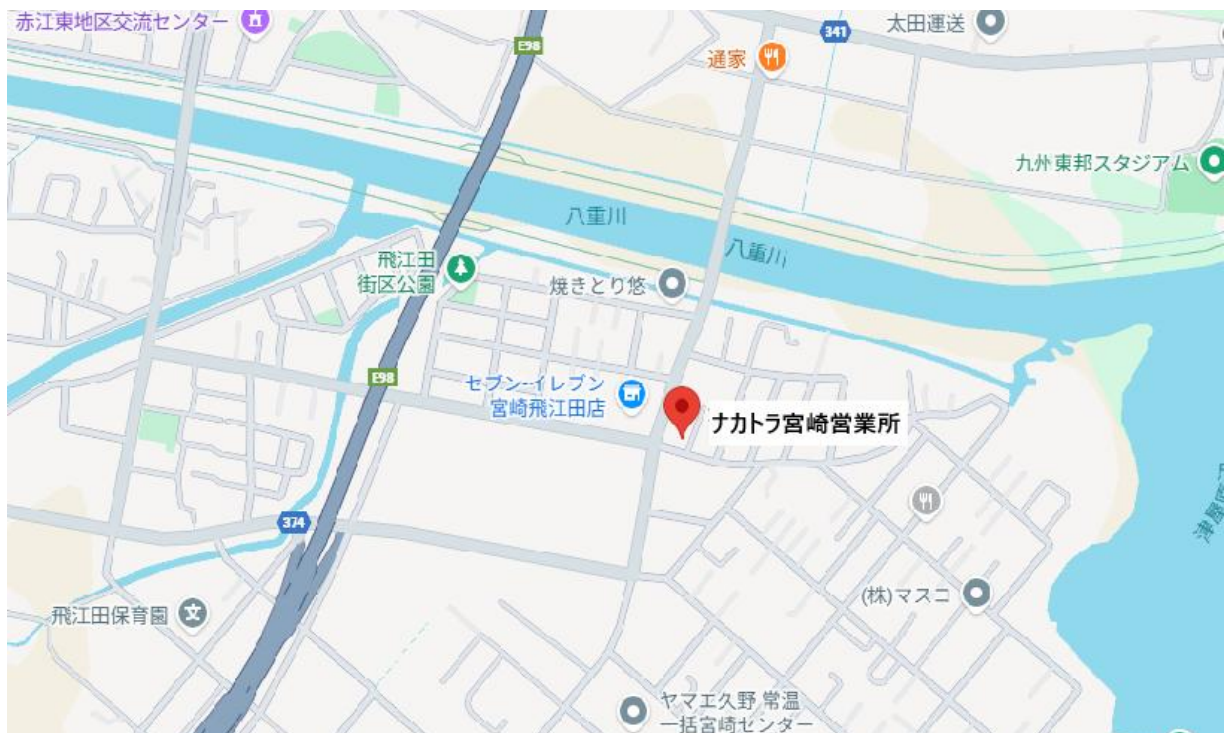 赤江東地区交流センター
E98
341
太田運送
通家
九州東邦スタジアム
八重川
八重川
飛江田
街区公園
焼きとり悠
E98
セブン-イレブン
宮崎飛江田店
ナカトラ宮崎営業所
374
(株)マスコ
飛江田保育園
ヤマエ久野 常温
一括宮崎センター